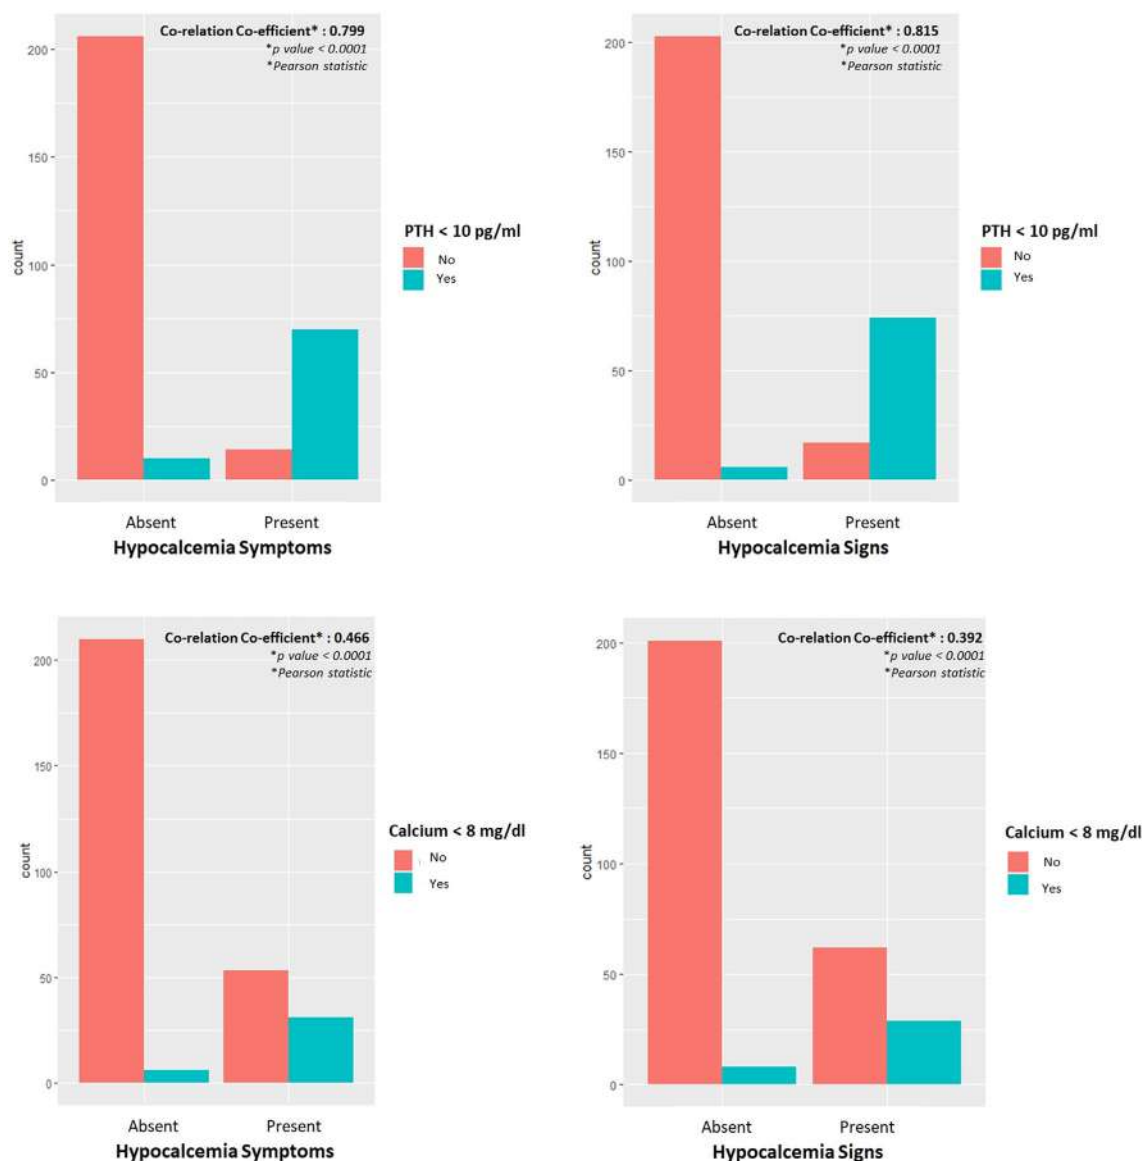 Co-relation Co-efficient* : 0.799
*p value < 0.0001
*Pearson statistic
200
150
100
50
0
count
PTH < 10 pg/ml
No
Yes
Absent Present
Hypocalcemia Symptoms
Co-relation Co-efficient* : 0.815
*p value < 0.0001
*Pearson statistic
200
150
100
50
0
count
PTH < 10 pg/ml
No
Yes
Absent Present
Hypocalcemia Signs
Co-relation Co-efficient* : 0.466
*p value < 0.0001
*Pearson statistic
200
150
100
50
0
count
Calcium < 8 mg/dl
No
Yes
Absent Present
Hypocalcemia Symptoms
Co-relation Co-efficient* : 0.392
*p value < 0.0001
*Pearson statistic
200
150
100
50
0
count
Calcium < 8 mg/dl
No
Yes
Absent Present
Hypocalcemia Signs